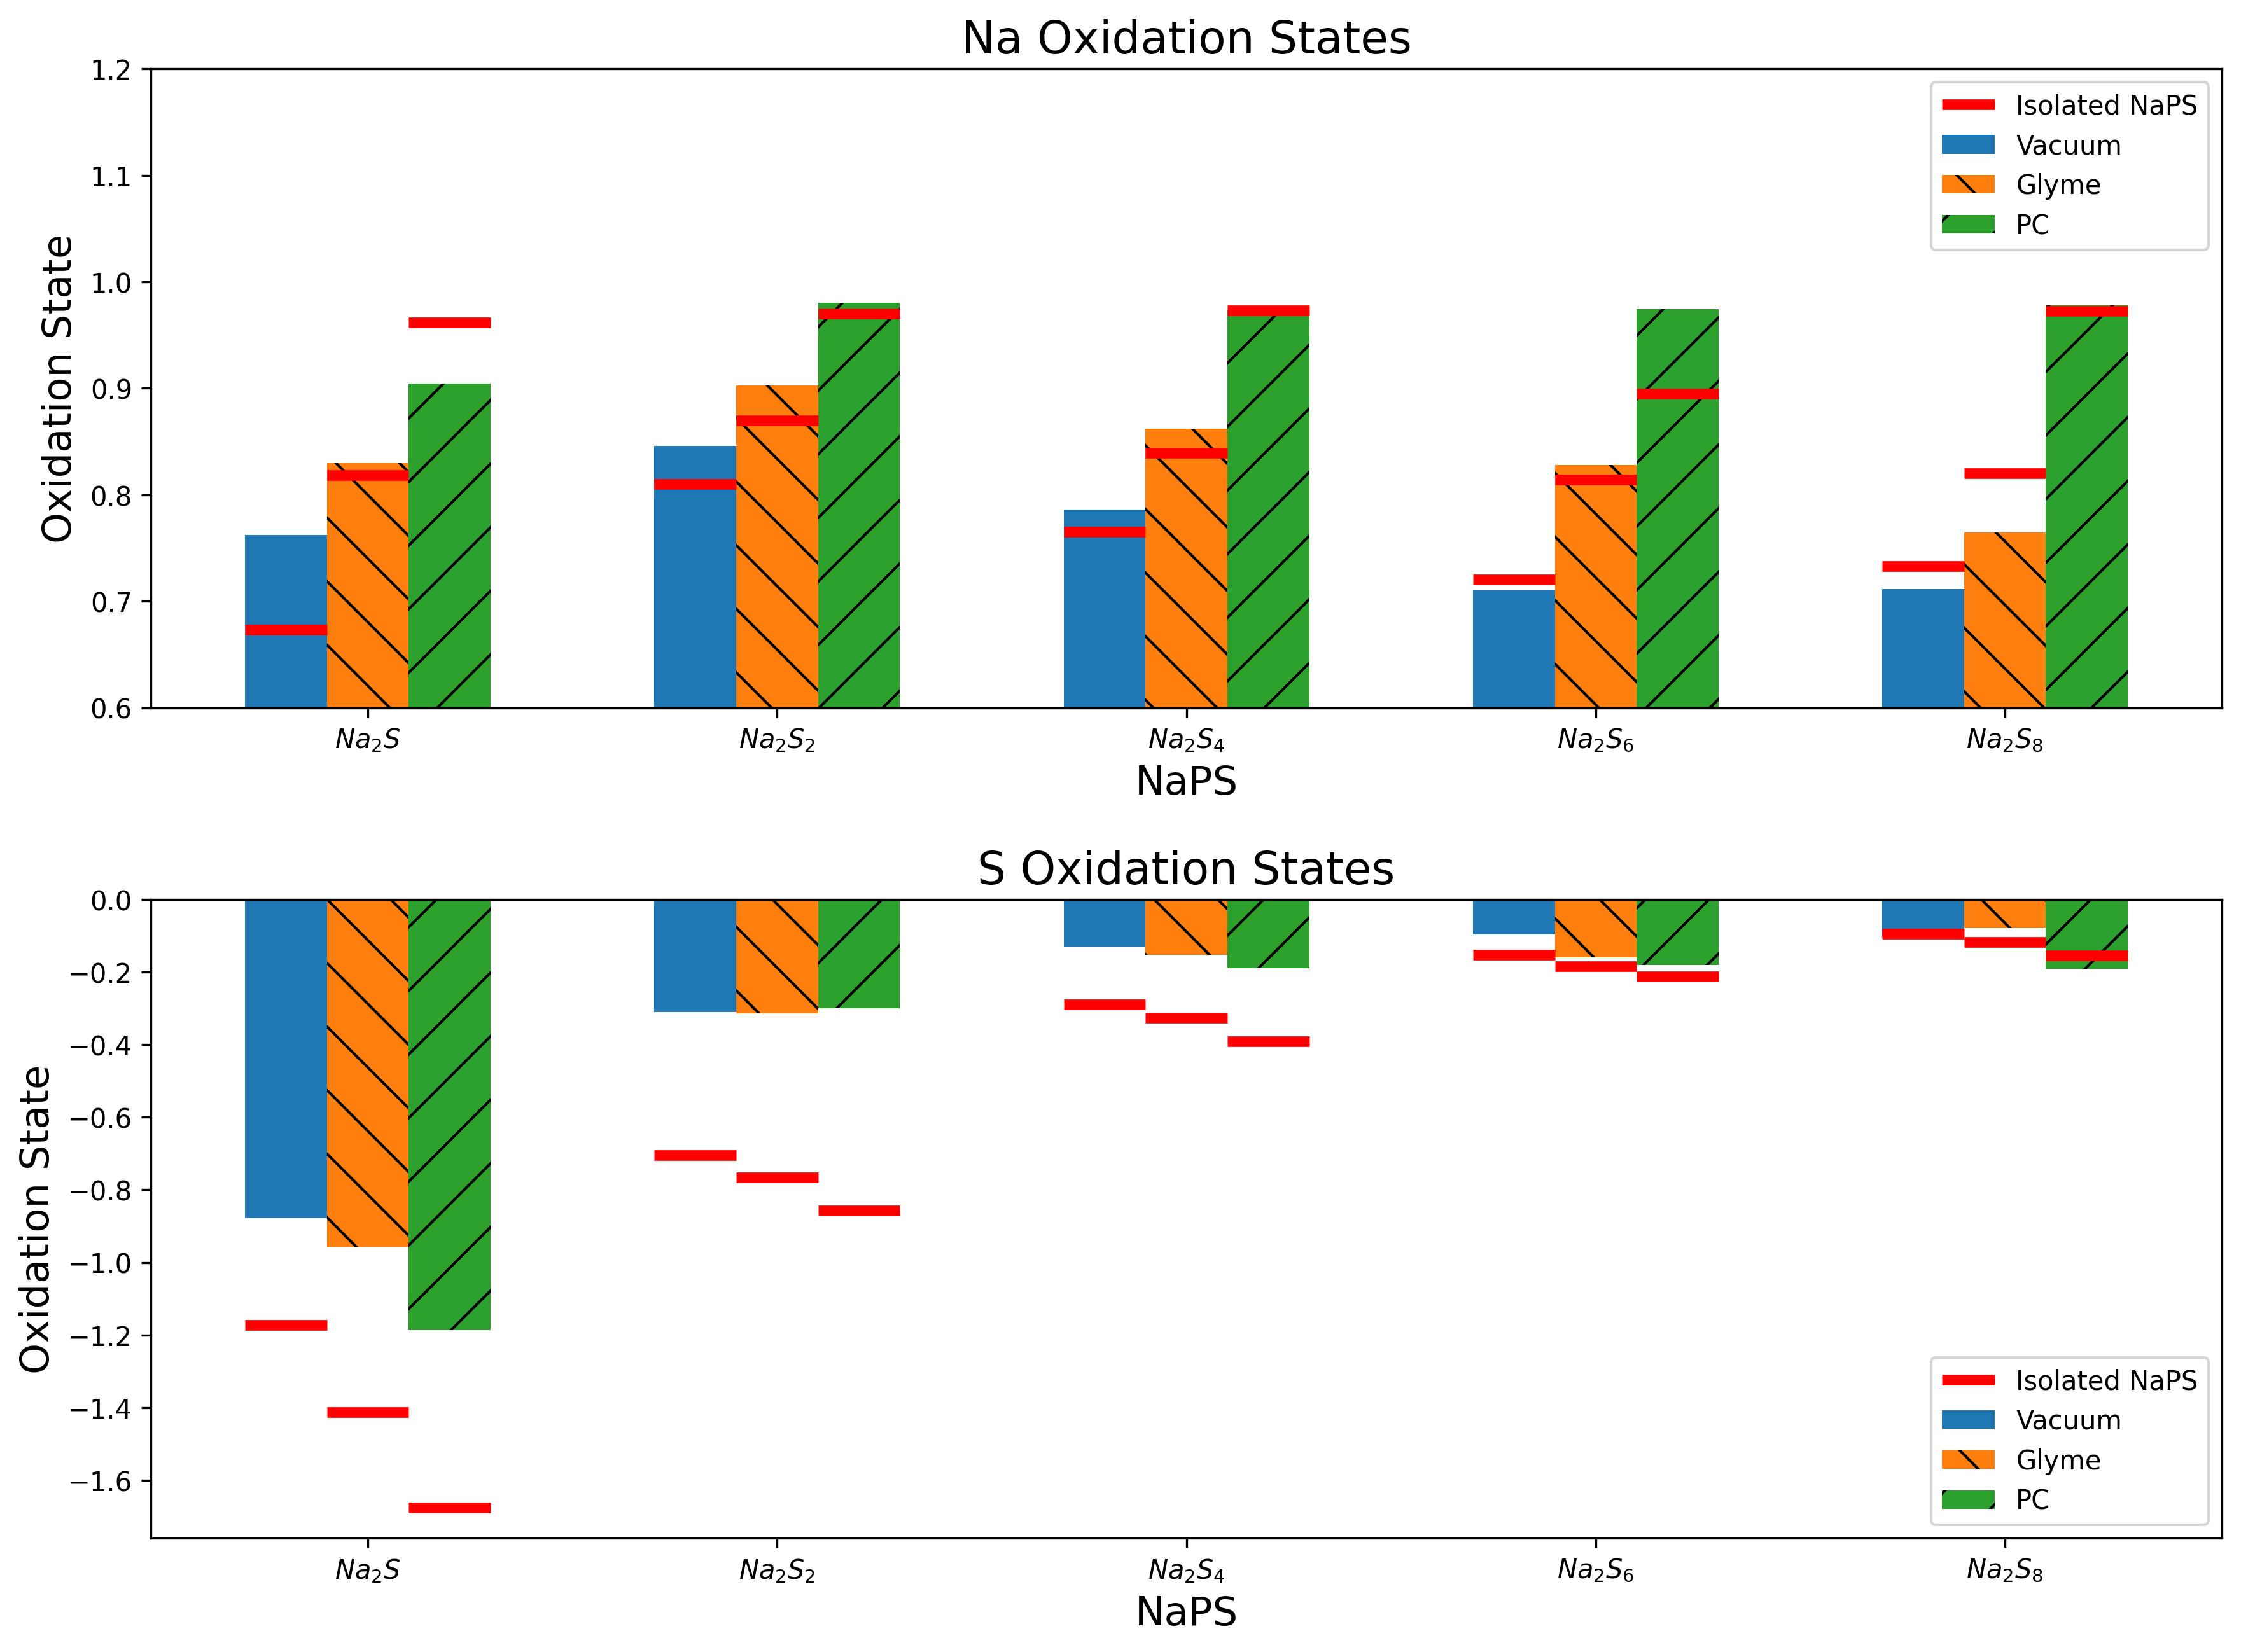 Na Oxidation States
1.2
1.1
1.0
0.9
0.8
0.7
0.6
Oxidation State
Isolated NaPS
Vacuum
Glyme
PC
Na₂S
Na₂S₂
Na₂S₄
Na₂S₆
Na₂S₈
NaPS
S Oxidation States
0.0
−0.2
−0.4
−0.6
−0.8
−1.0
−1.2
−1.4
−1.6
Oxidation State
Isolated NaPS
Vacuum
Glyme
PC
Na₂S
Na₂S₂
Na₂S₄
Na₂S₆
Na₂S₈
NaPS